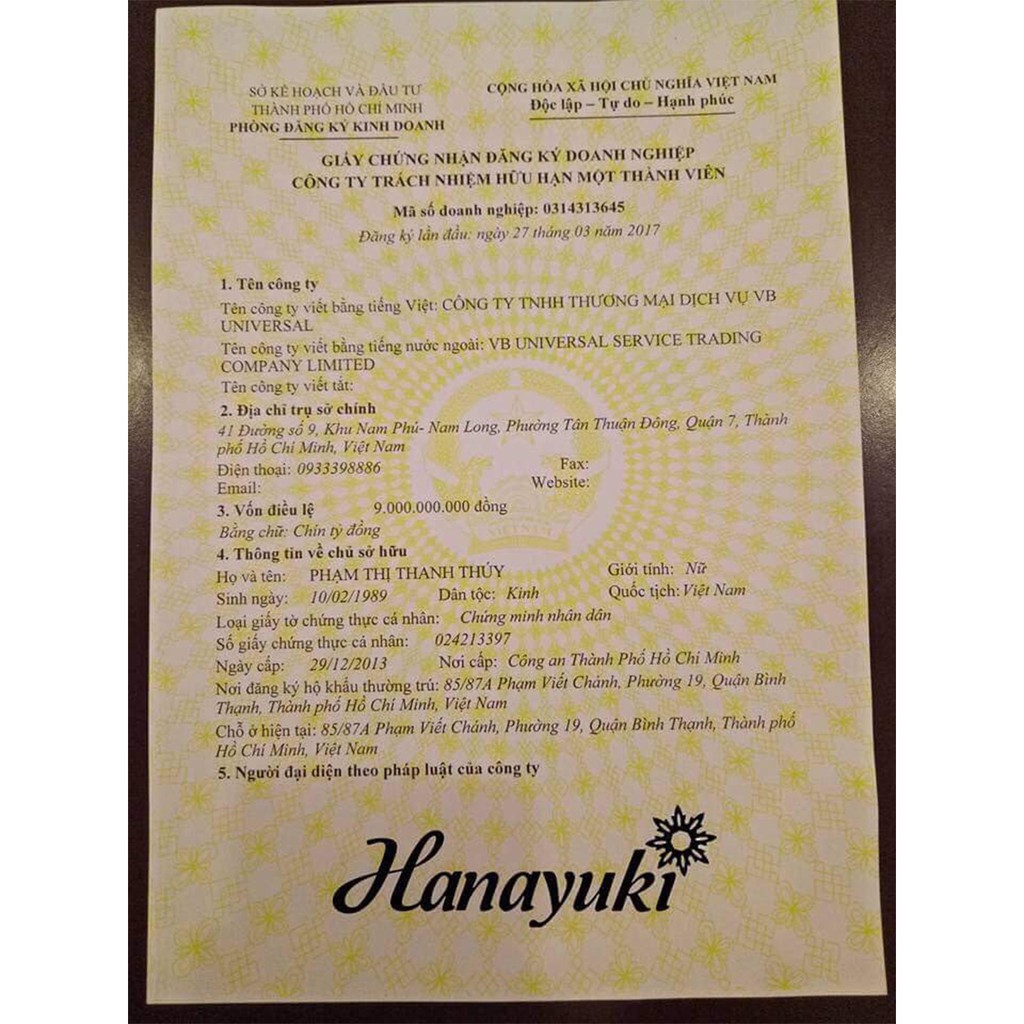 SỞ KẾ HOẠCH VÀ ĐẦU TƯ
THÀNH PHỐ HỒ CHÍ MINH
PHÒNG ĐĂNG KÝ KINH DOANH
CỘNG HÒA XÃ HỘI CHỦ NGHĨA VIỆT NAM
Độc lập – Tự do – Hạnh phúc
GIẤY CHỨNG NHẬN ĐĂNG KÝ DOANH NGHIỆP
CÔNG TY TRÁCH NHIỆM HỮU HẠN MỘT THÀNH VIÊN
Mã số doanh nghiệp: 0314313645
Đăng ký lần đầu: ngày 27 tháng 03 năm 2017
1. Tên công ty
Tên công ty viết bằng tiếng Việt: CÔNG TY TNHH THƯƠNG MẠI DỊCH VỤ VB
UNIVERSAL
Tên công ty viết bằng tiếng nước ngoài: VB UNIVERSAL SERVICE TRADING
COMPANY LIMITED
Tên công ty viết tắt:
2. Địa chỉ trụ sở chính
41 Đường số 9, Khu Nam Phú- Nam Long, Phường Tân Thuận Đông, Quận 7, Thành
phố Hồ Chí Minh, Việt Nam
Điện thoại: 0933398886 Fax:
Email: Website:
3. Vốn điều lệ 9.000.000.000 đồng
Bằng chữ: Chín tỷ đồng
4. Thông tin về chủ sở hữu
Họ và tên: PHẠM THỊ THANH THÚY Giới tính: Nữ
Sinh ngày: 10/02/1989 Dân tộc: Kinh Quốc tịch: Việt Nam
Loại giấy tờ chứng thực cá nhân: Chứng minh nhân dân
Số giấy chứng thực cá nhân: 024213397
Ngày cấp: 29/12/2013 Nơi cấp: Công an Thành Phố Hồ Chí Minh
Nơi đăng ký hộ khẩu thường trú: 85/87A Phạm Viết Chánh, Phường 19, Quận Bình
Thạnh, Thành phố Hồ Chí Minh, Việt Nam
Chỗ ở hiện tại: 85/87A Phạm Viết Chánh, Phường 19, Quận Bình Thạnh, Thành phố
Hồ Chí Minh, Việt Nam
5. Người đại diện theo pháp luật của công ty
Hanayuki
VIỆT NAM